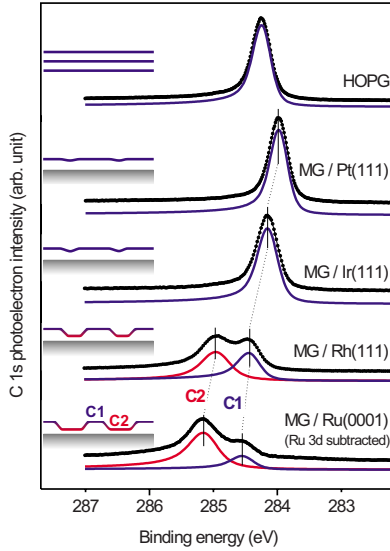 C 1s photoelectron intensity (arb. unit)
HOPG
MG / Pt(111)
MG / Ir(111)
MG / Rh(111)
C2
C1
C1
C2
MG / Ru(0001)
(Ru 3d subtracted)
287
286
285
284
283
Binding energy (eV)